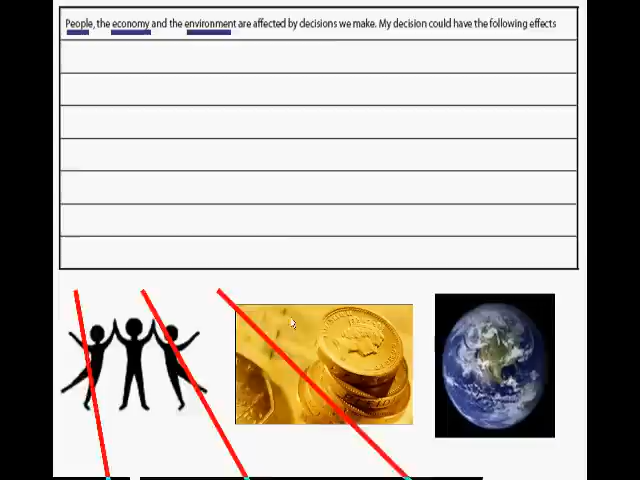 People, the economy and the environment are affected by decisions we make. My decision could have the following effects